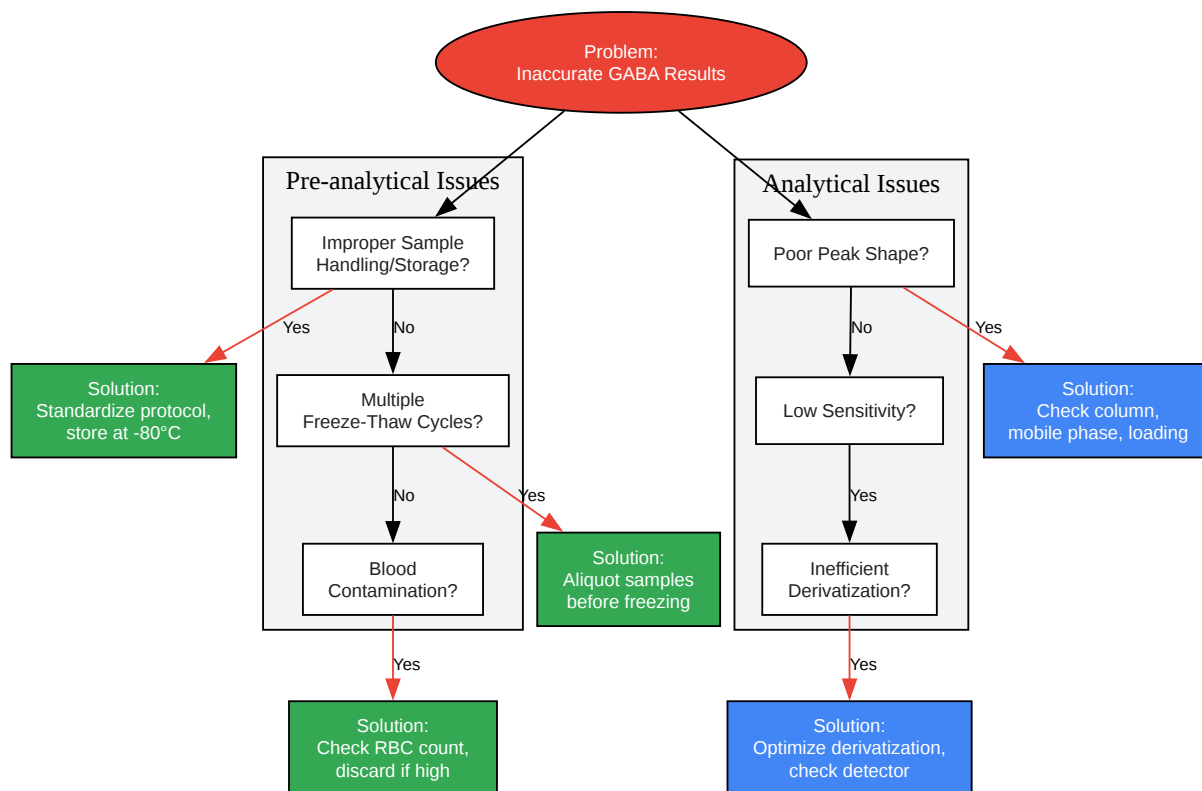 Problem:
Inaccurate GABA Results
Pre-analytical Issues
Analytical Issues
Improper Sample
Handling/Storage?
Poor Peak Shape?
Yes
No
No
Yes
Solution:
Standardize protocol,
store at -80°C
Multiple
Freeze-Thaw Cycles?
Low Sensitivity?
Solution:
Check column,
mobile phase, loading
No
Yes
Yes
Blood
Contamination?
Solution:
Aliquot samples
before freezing
Inefficient
Derivatization?
Yes
Yes
Solution:
Check RBC count,
discard if high
Solution:
Optimize derivatization,
check detector